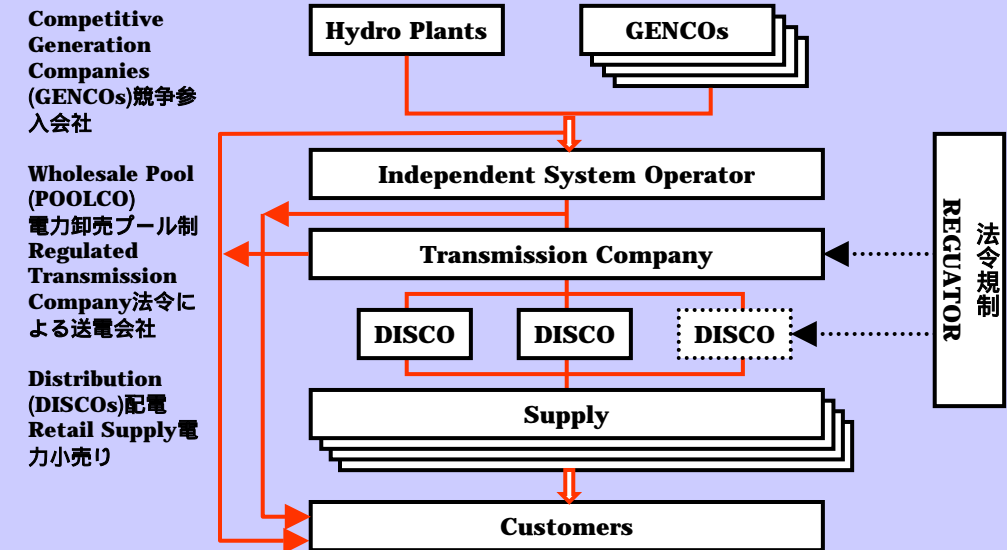 Competitive
Generation
Companies
(GENCOs)競争参
入会社
Wholesale Pool
(POOLCO)
電力卸売プール制
Regulated
Transmission
Company法令に
よる送電会社
Distribution
(DISCOs)配電
Retail Supply電
力小売り
Hydro Plants
GENCOs
Independent System Operator
Transmission Company
DISCO
DISCO
DISCO
Supply
Customers
法令規制
REGUATOR